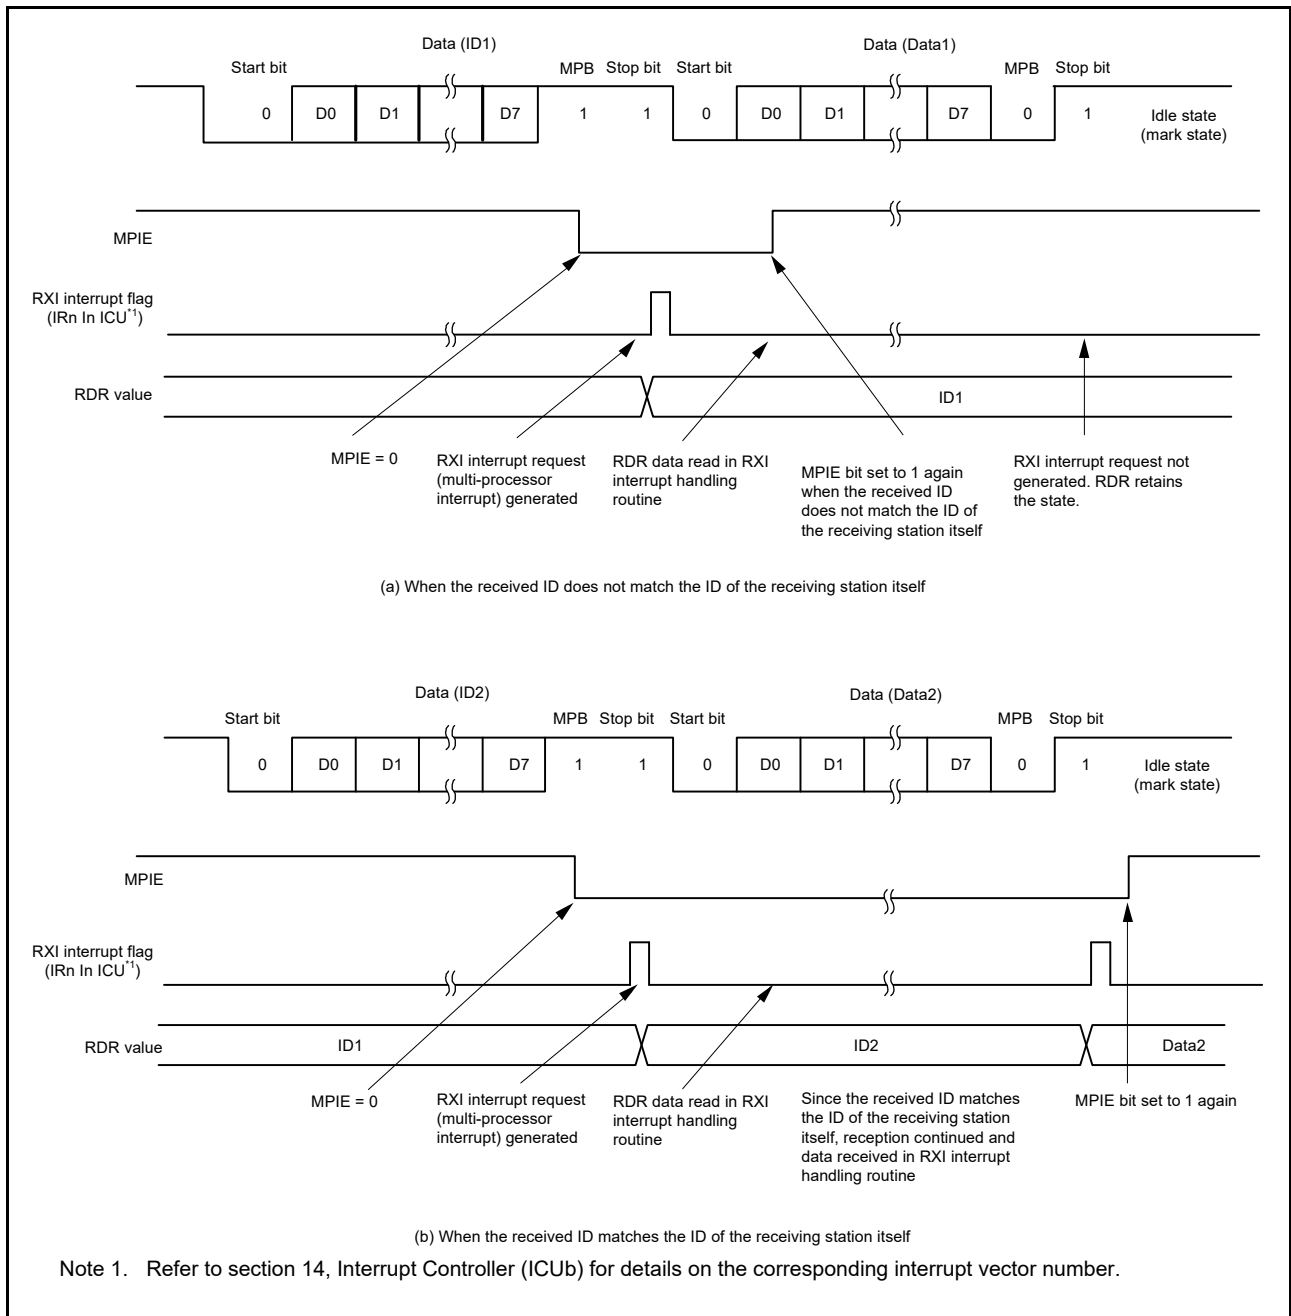 Data (ID1) Data (Data1)
Start bit MPB Stop bit Start bit MPB Stop bit
0 D0 D1 D7 1 1 0 D0 D1 D7 0 1 Idle state
(mark state)
MPIE
RXI interrupt flag
(IRn In ICU*1)
RDR value ID1
MPIE = 0
RXI interrupt request
(multi-processor
interrupt) generated
RDR data read in RXI
interrupt handling
routine
MPIE bit set to 1 again
when the received ID
does not match the ID of
the receiving station itself
RXI interrupt request not
generated. RDR retains
the state.
(a) When the received ID does not match the ID of the receiving station itself
Data (ID2) Data (Data2)
Start bit MPB Stop bit Start bit MPB Stop bit
0 D0 D1 D7 1 1 0 D0 D1 D7 0 1 Idle state
(mark state)
MPIE
RXI interrupt flag
(IRn In ICU*1)
RDR value ID1 ID2 Data2
MPIE = 0
RXI interrupt request
(multi-processor
interrupt) generated
RDR data read in RXI
interrupt handling
routine
Since the received ID matches
the ID of the receiving station
itself, reception continued and
data received in RXI interrupt
handling routine
MPIE bit set to 1 again
(b) When the received ID matches the ID of the receiving station itself
Note 1. Refer to section 14, Interrupt Controller (ICUb) for details on the corresponding interrupt vector number.